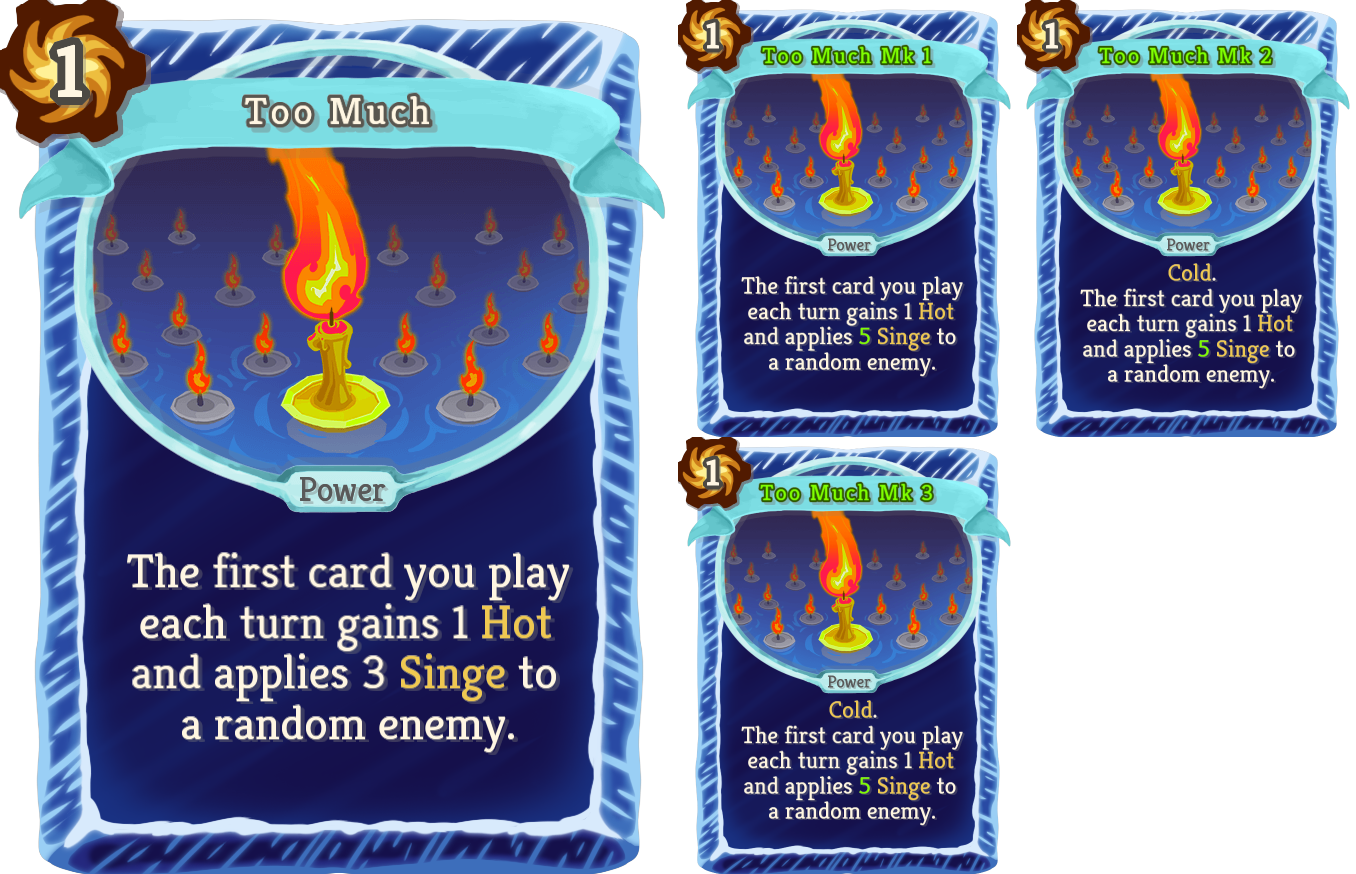 1
Too Much
Power
The first card you play
each turn gains 1 Hot
and applies 3 Singe to
a random enemy.
1
Too Much Mk 1
Power
The first card you play
each turn gains 1 Hot
and applies 5 Singe to
a random enemy.
1
Too Much Mk 2
Power
Cold.
The first card you play
each turn gains 1 Hot
and applies 5 Singe to
a random enemy.
1
Too Much Mk 3
Power
Cold.
The first card you play
each turn gains 1 Hot
and applies 5 Singe to
a random enemy.